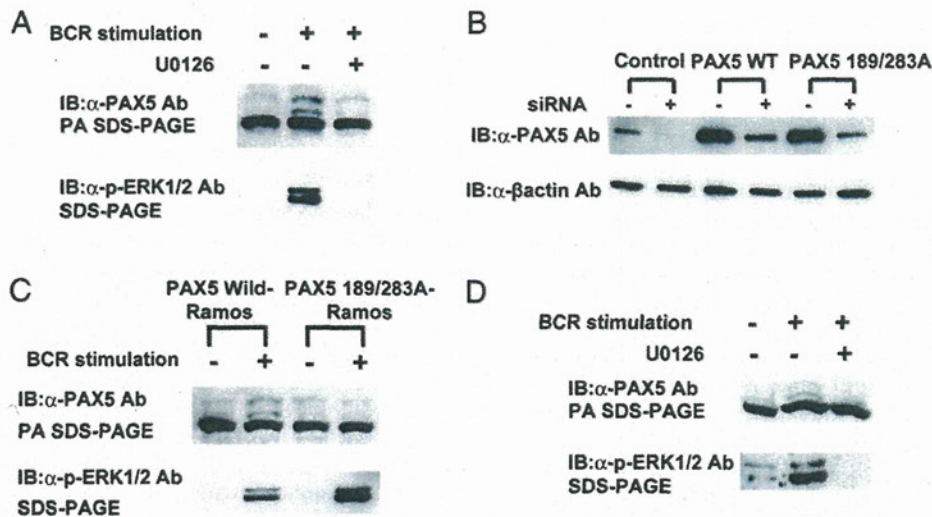 A
BCR stimulation - + +
U0126 - - +
IB:α-PAX5 Ab
PA SDS-PAGE
IB:α-p-ERK1/2 Ab
SDS-PAGE
B
Control PAX5 WT PAX5 189/283A
siRNA - + - + - +
IB:α-PAX5 Ab
IB:α-βactin Ab
C
PAX5 Wild- PAX5 189/283A-
Ramos Ramos
BCR stimulation - + - +
IB:α-PAX5 Ab
PA SDS-PAGE
IB:α-p-ERK1/2 Ab
SDS-PAGE
D
BCR stimulation - + +
U0126 - - +
IB:α-PAX5 Ab
PA SDS-PAGE
IB:α-p-ERK1/2 Ab
SDS-PAGE